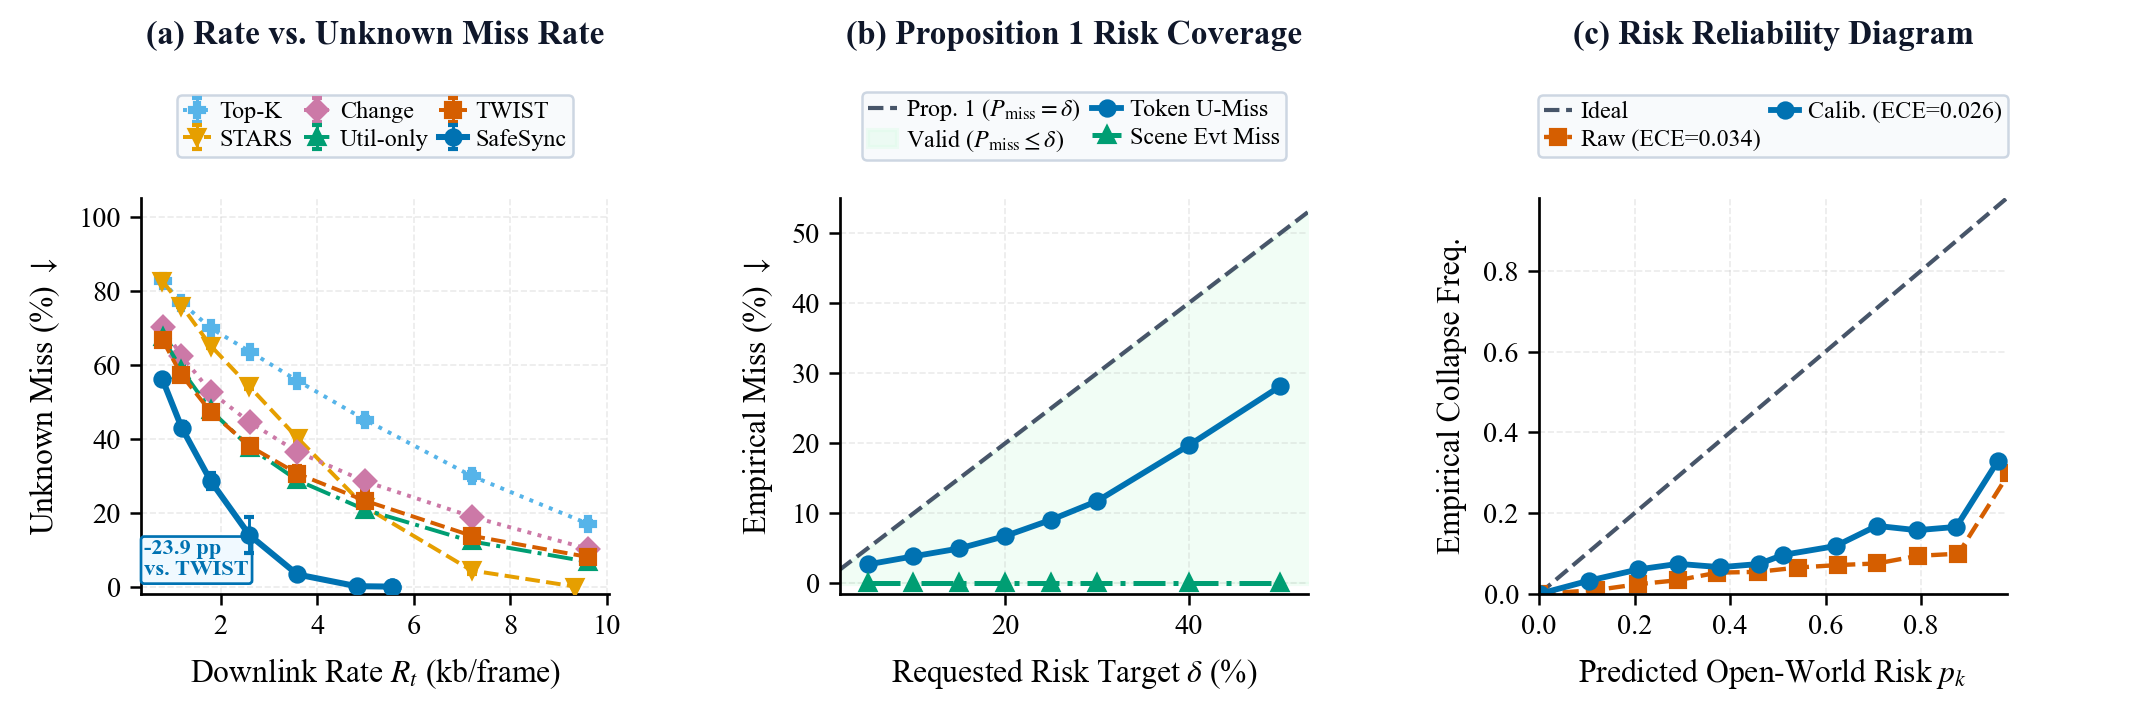 (a) Rate vs. Unknown Miss Rate
Top-K
Change
TWIST
STARS
Util-only
SafeSync
Unknown Miss (%) ↓
100
80
60
40
20
0
-23.9 pp
vs. TWIST
2
4
6
8
10
Downlink Rate Rₜ (kb/frame)
(b) Proposition 1 Risk Coverage
Prop. 1 (P_miss = δ)
Token U-Miss
Valid (P_miss ≤ δ)
Scene Evt Miss
Empirical Miss (%) ↓
50
40
30
20
10
0
20
40
Requested Risk Target δ (%)
(c) Risk Reliability Diagram
Ideal
Calib. (ECE=0.026)
Raw (ECE=0.034)
Empirical Collapse Freq.
0.8
0.6
0.4
0.2
0.0
0.0
0.2
0.4
0.6
0.8
Predicted Open-World Risk pₖ